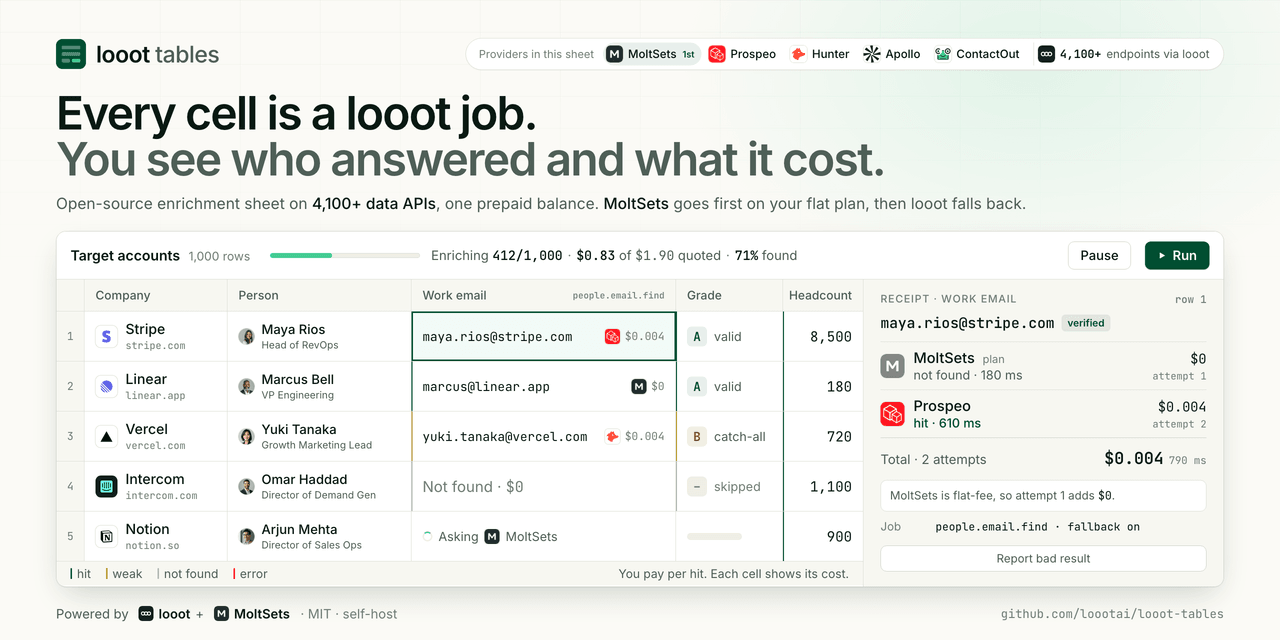 looot tables
Providers in this sheet M MoltSets 1st Prospeo Hunter Apollo ContactOut 4,100+ endpoints via looot
Every cell is a looot job.
You see who answered and what it cost.
Open-source enrichment sheet on 4,100+ data APIs, one prepaid balance. MoltSets goes first on your flat plan, then looot falls back.
Target accounts 1,000 rows Enriching 412/1,000 · $0.83 of $1.90 quoted · 71% found Pause Run
Company Person Work email people.email.find Grade Headcount
1 S Stripe stripe.com Maya Rios Head of RevOps maya.rios@stripe.com $0.004 A valid 8,500
2 Linear linear.app Marcus Bell VP Engineering marcus@linear.app M $0 A valid 180
3 Vercel vercel.com Yuki Tanaka Growth Marketing Lead yuki.tanaka@vercel.com $0.004 B catch-all 720
4 Intercom intercom.com Omar Haddad Director of Demand Gen Not found · $0 – skipped 1,100
5 N Notion notion.so Arjun Mehta Director of Sales Ops Asking M MoltSets 900
hit weak not found error You pay per hit. Each cell shows its cost.
RECEIPT · WORK EMAIL row 1
maya.rios@stripe.com verified
M MoltSets plan $0
not found · 180 ms attempt 1
Prospeo $0.004
hit · 610 ms attempt 2
Total · 2 attempts $0.004 790 ms
MoltSets is flat-fee, so attempt 1 adds $0.
Job people.email.find · fallback on
Report bad result
Powered by looot + M MoltSets · MIT · self-host
github.com/loootai/looot-tables